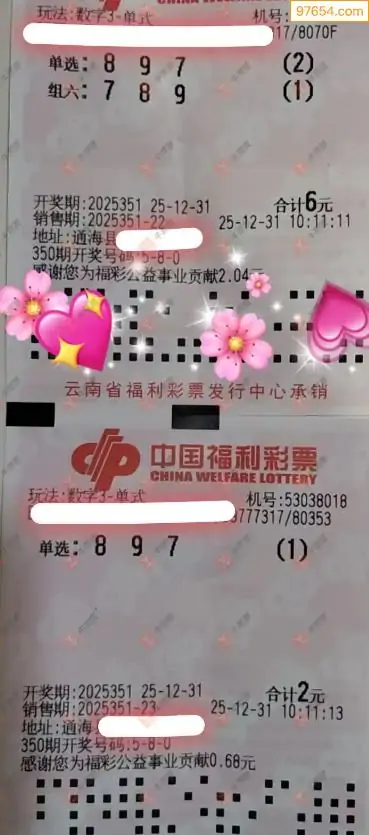 97654.com
CHINA WELFARE LOTTERY
玩法:数字3-单式 机号:
317/8070F
单选: 8 9 7 (2)
组六: 7 8 9 (1)
开奖期:2025351 25-12-31 合计6元
销售期:2025351-22 25-12-31 10:11:11
地址:通海县
350期开奖号码:5-8-0
感谢您为福彩公益事业贡献2.04元
云南省福利彩票发行中心承销
中国福利彩票
CHINA WELFARE LOTTERY
玩法:数字3-单式 机号:53038018
3777317/80353
单选: 8 9 7 (1)
开奖期:2025351 25-12-31 合计2元
销售期:2025351-23 25-12-31 10:11:13
地址:通海
350期开奖号码:5-8-0
感谢您为福彩公益事业贡献0.68元